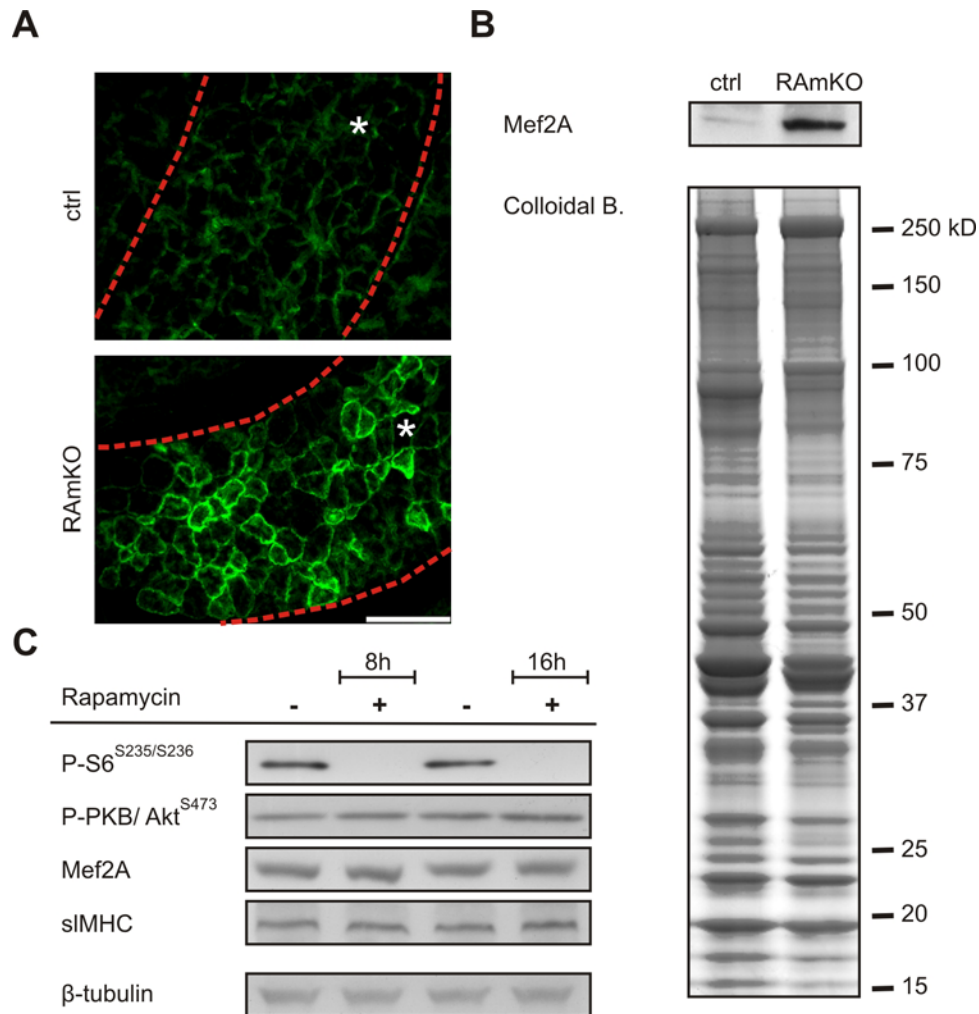 A
ctrl
*
RAmKO
*
B
ctrl RAmKO
Mef2A
Colloidal B.
250 kD
150
100
75
50
37
25
20
15
C
8h 16h
Rapamycin - + - +
P-S6S235/S236
P-PKB/ AktS473
Mef2A
slMHC
β-tubulin